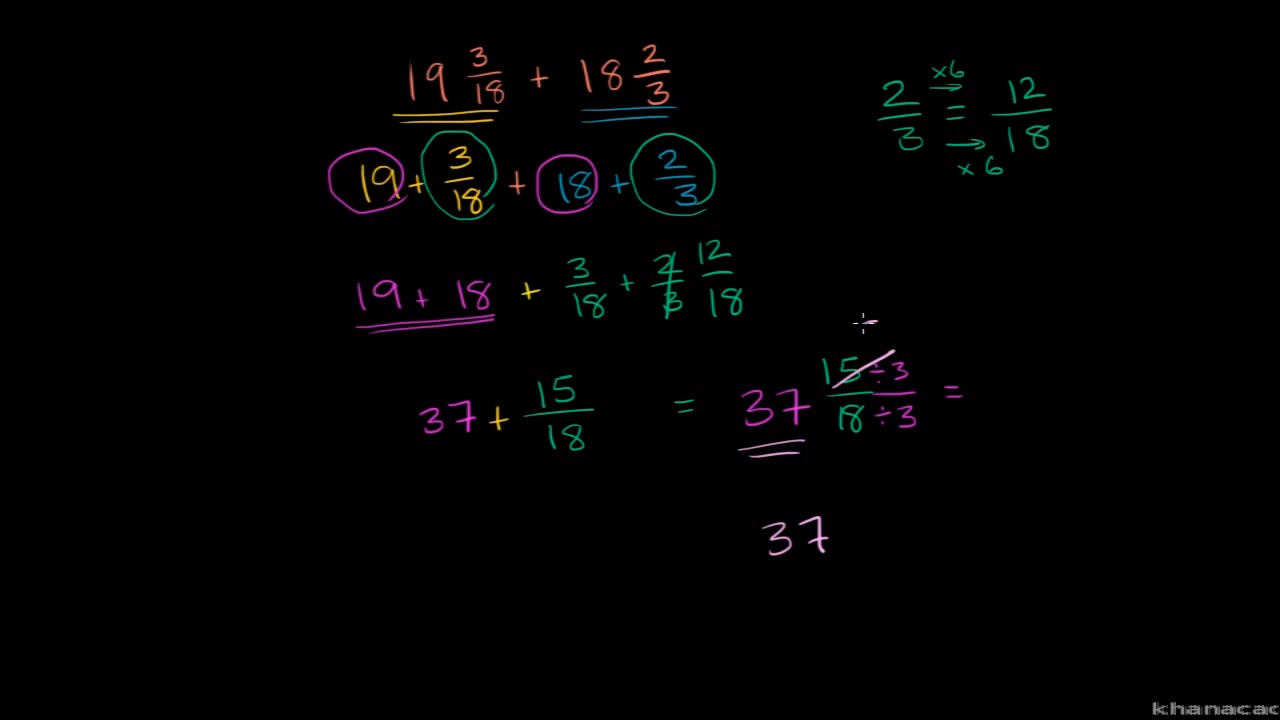 19 3/18 + 18 2/3
2/3 = 12/18
×6
×6
19 + 3/18 + 18 + 2/3
19 + 18 + 3/18 + 2/3 12/18
37 + 15/18 = 37 15÷3/18÷3 =
37
khanacac